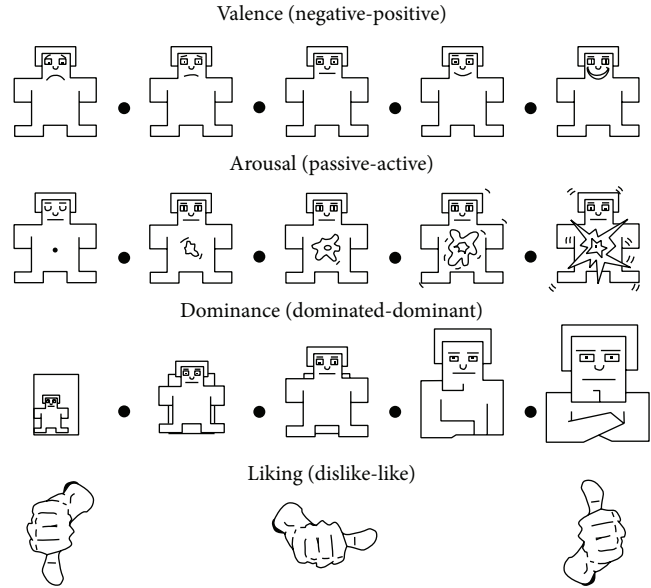 Valence (negative-positive)
Arousal (passive-active)
Dominance (dominated-dominant)
Liking (dislike-like)